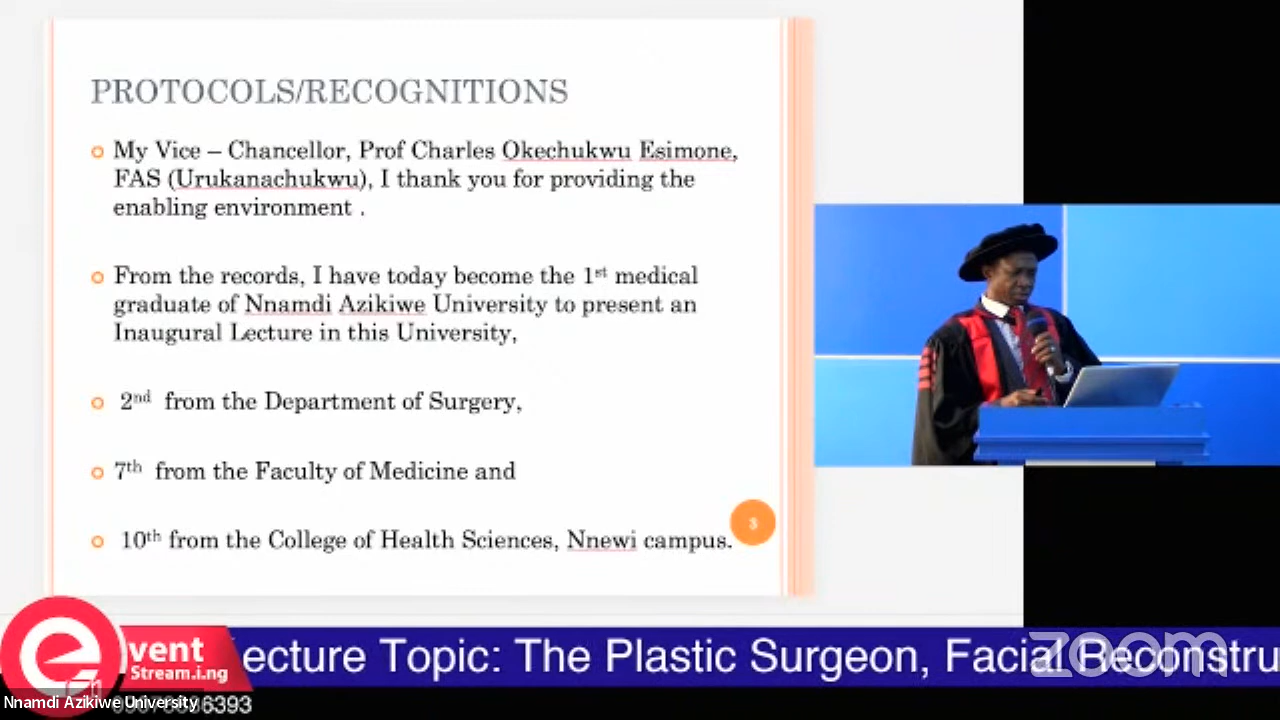 PROTOCOLS/RECOGNITIONS
My Vice – Chancellor, Prof Charles Okechukwu Esimone,
FAS (Urukanachukwu), I thank you for providing the
enabling environment .
From the records, I have today become the 1st medical
graduate of Nnamdi Azikiwe University to present an
Inaugural Lecture in this University,
2nd from the Department of Surgery,
7th from the Faculty of Medicine and
10th from the College of Health Sciences, Nnewi campus.
3
event
Stream.i.ng
ecture Topic: The Plastic Surgeon, Facial Reconstru
zoom
Nnamdi Azikiwe University